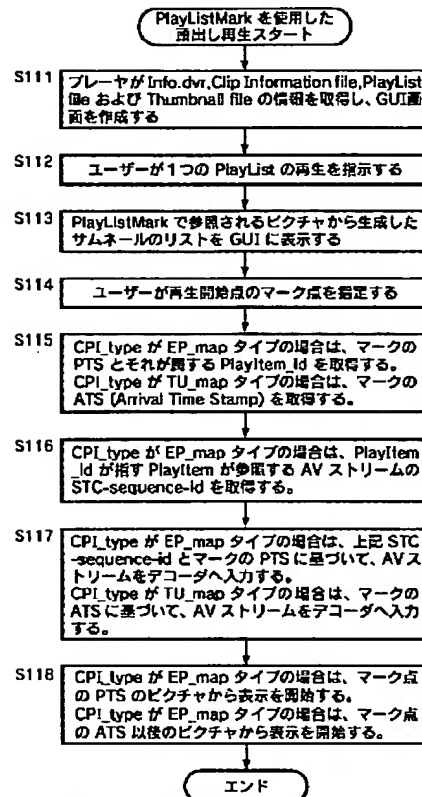 PlayListMark を使用した
頭出し再生スタート
S111
プレーヤが Info.dvr,Clip Information file,PlayList
file および Thumbnail file の情報を取得し、GUI画
面を作成する
S112
ユーザーが1つの PlayList の再生を指示する
S113
PlayListMark で参照されるピクチャから生成した
サムネールのリストを GUI に表示する
S114
ユーザーが再生開始点のマーク点を指定する
S115
CPI_type が EP_map タイプの場合は、マークの
PTS とそれが属する PlayItem_Id を取得する。
CPI_type が TU_map タイプの場合は、マークの
ATS (Arrival Time Stamp) を取得する。
S116
CPI_type が EP_map タイプの場合は、PlayItem
_Id が指す PlayItem が参照する AV ストリームの
STC-sequence-id を取得する。
S117
CPI_type が EP_map タイプの場合は、上記 STC
-sequence-id とマークの PTS に基づいて、AVス
トリームをデコーダへ入力する。
CPI_type が TU_map タイプの場合は、マークの
ATS に基づいて、AV ストリームをデコーダへ入力
する。
S118
CPI_type が EP_map タイプの場合は、マーク点
の PTS のピクチャから表示を開始する。
CPI_type が EP_map タイプの場合は、マーク点
の ATS 以後のピクチャから表示を開始する。
エンド